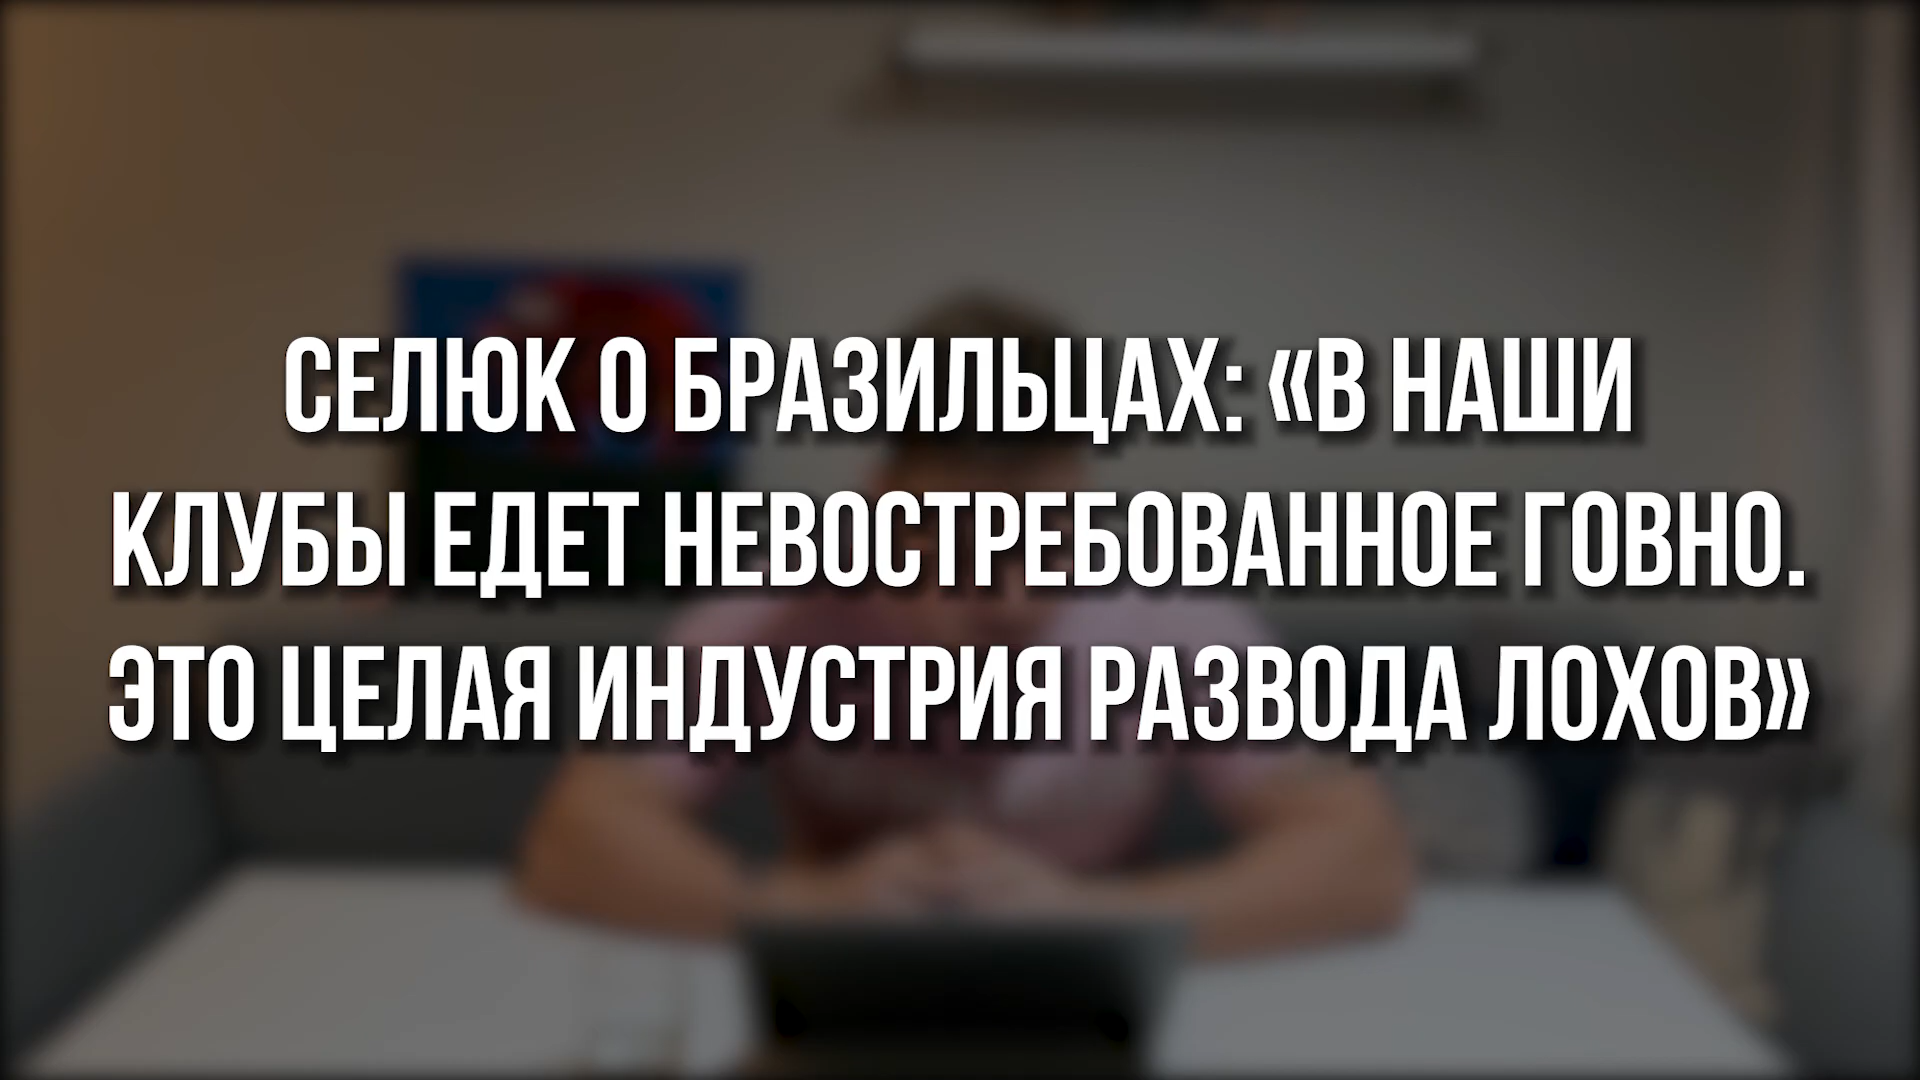 СЕЛЮК О БРАЗИЛЬЦАХ: «В НАШИ
КЛУБЫ ЕДЕТ НЕВОСТРЕБОВАННОЕ ГОВНО.
ЭТО ЦЕЛАЯ ИНДУСТРИЯ РАЗВОДА ЛОХОВ»